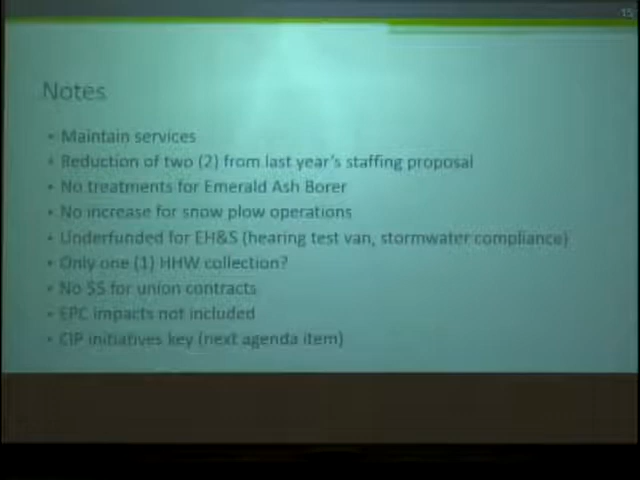 Notes
• Maintain services
• Reduction of two (2) from last year's staffing proposal
• No treatments for Emerald Ash Borer
• No increase for snow plow operations
• Underfunded for EH&S (hearing test van, stormwater compliance)
• Only one (1) HHW collection?
• No $$ for union contracts
• EPC impacts not included
• CIP initiatives key (next agenda item)